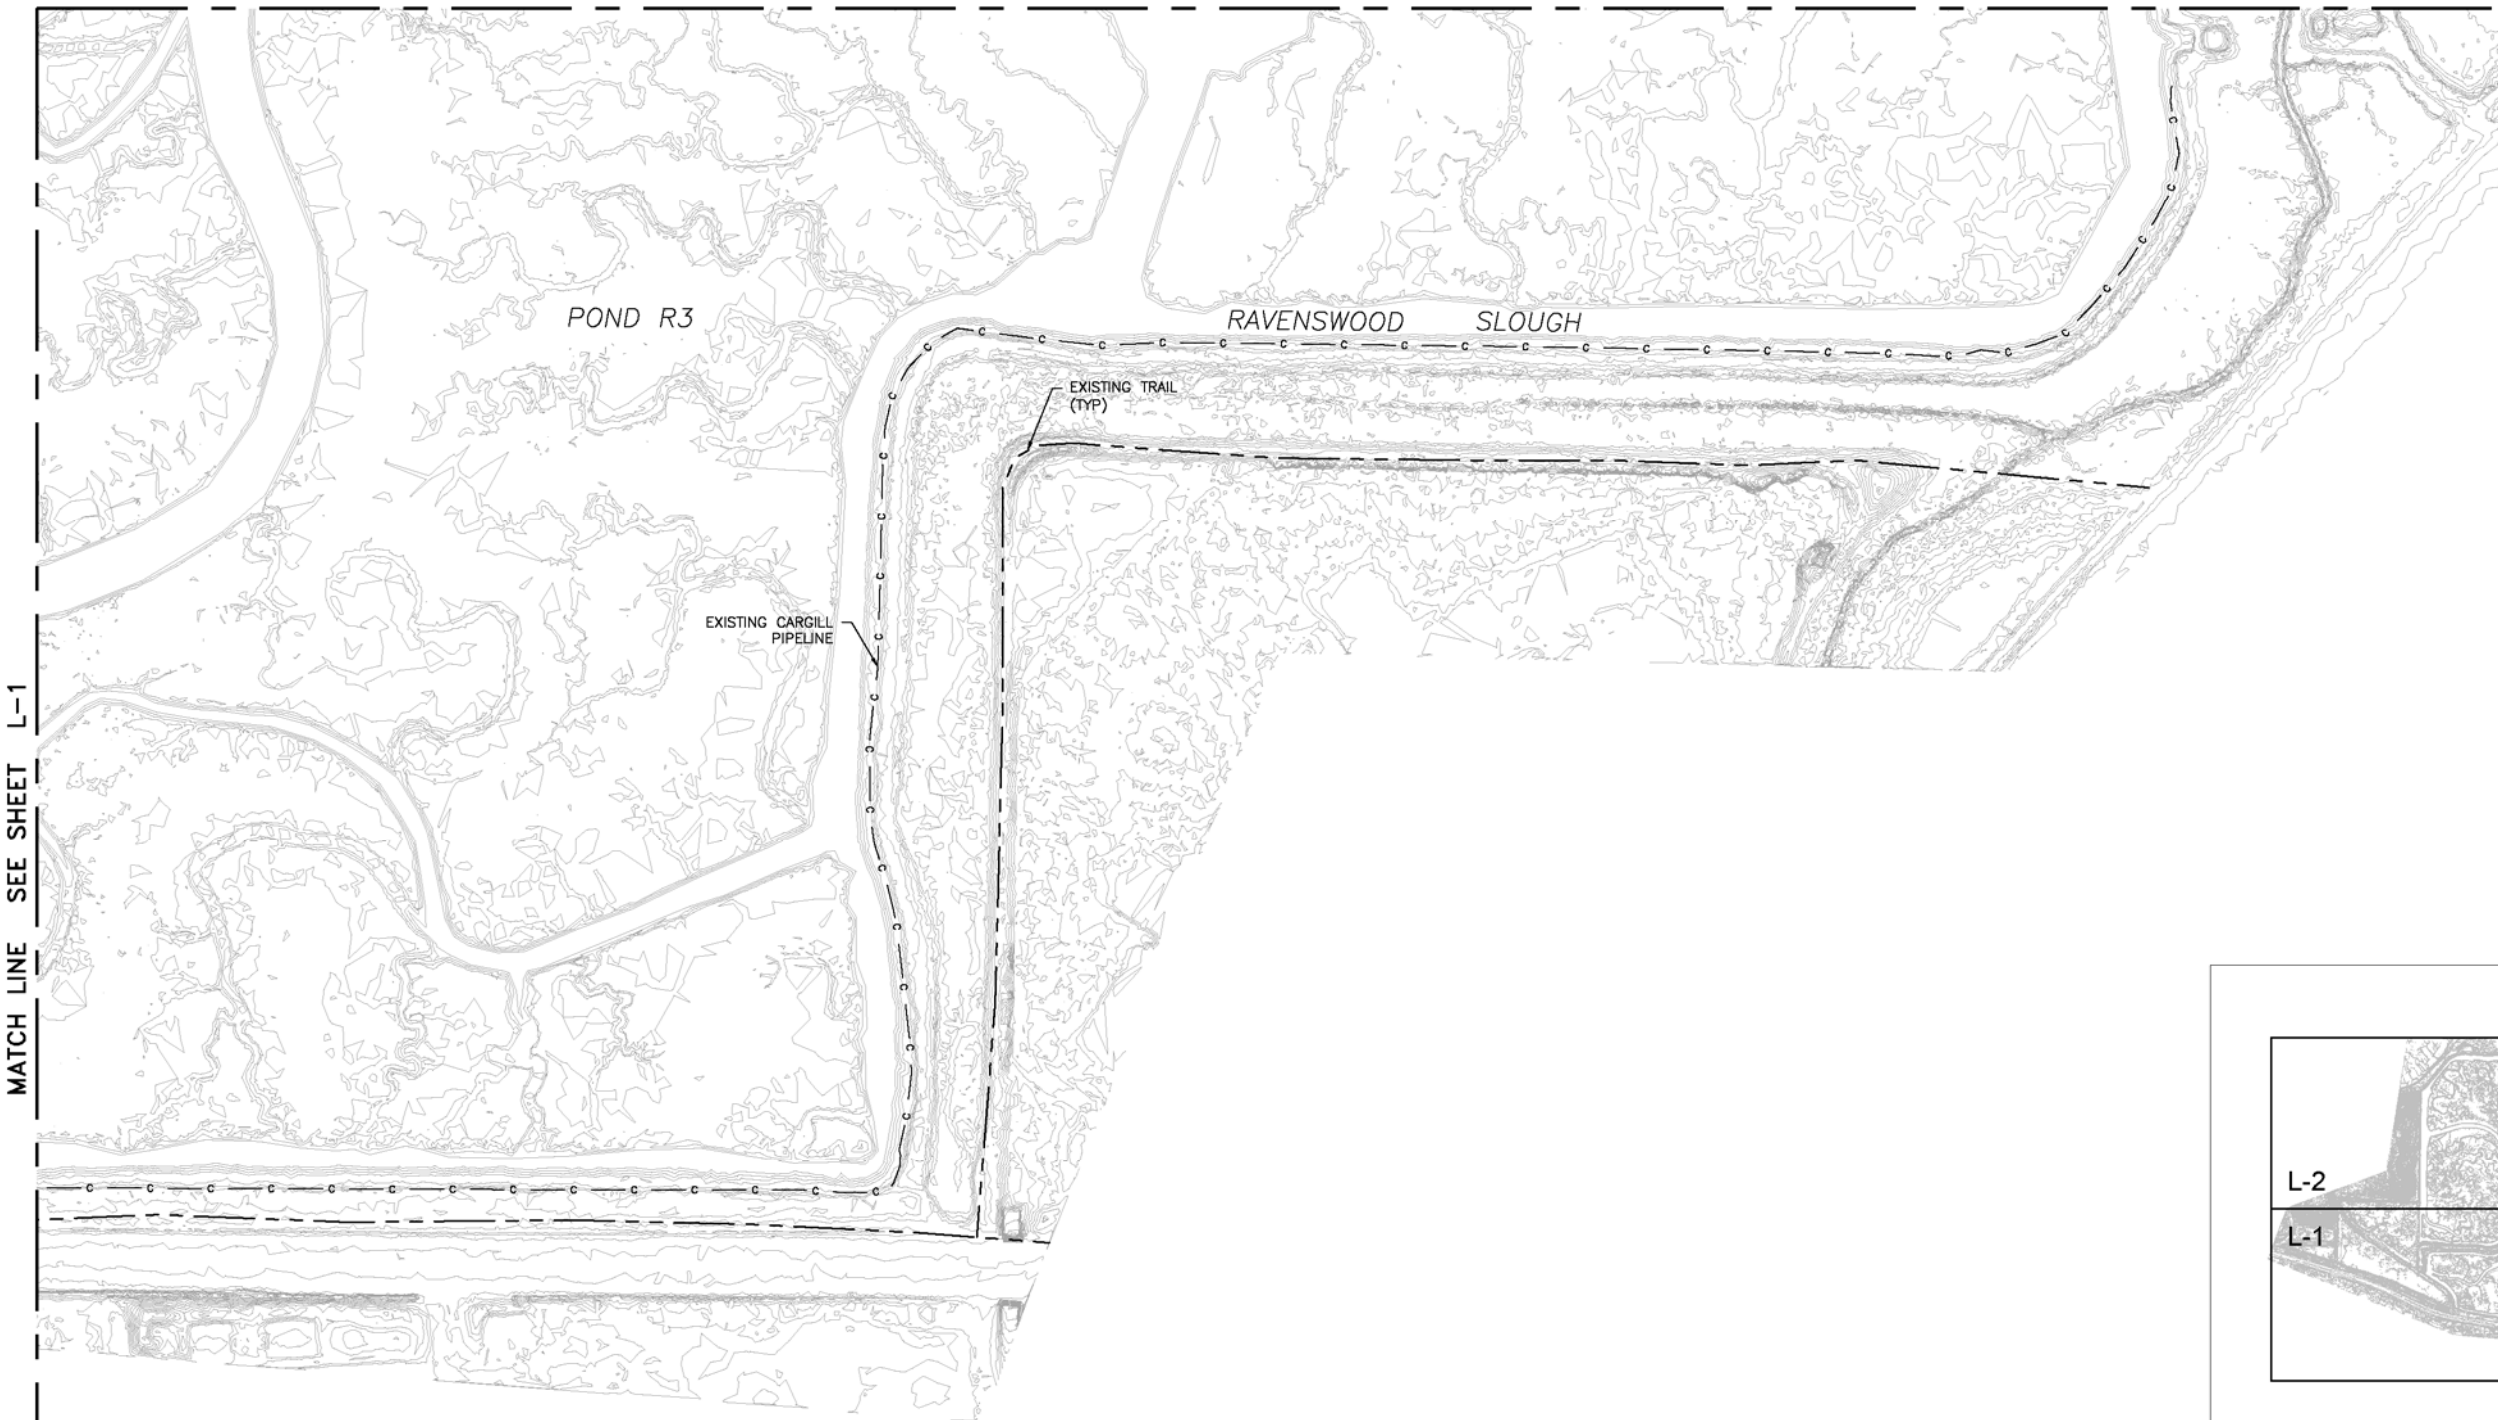 POND R3
RAVENSWOOD SLOUGH
EXISTING TRAIL
(TYP)
EXISTING CARGILL
PIPELINE
MATCH LINE SEE SHEET L-1
L-2
L-1